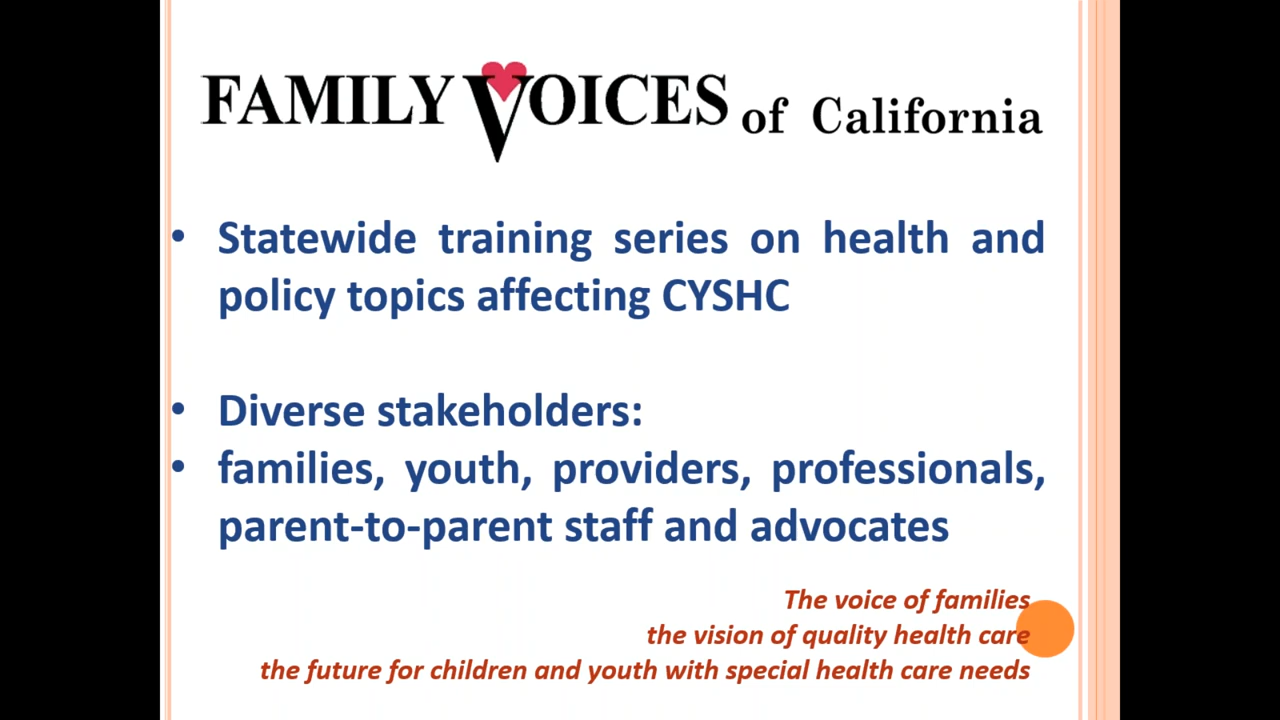 FAMILY VOICES of California
• Statewide training series on health and
policy topics affecting CYSHC
• Diverse stakeholders:
• families, youth, providers, professionals,
parent-to-parent staff and advocates
The voice of families
the vision of quality health care
the future for children and youth with special health care needs